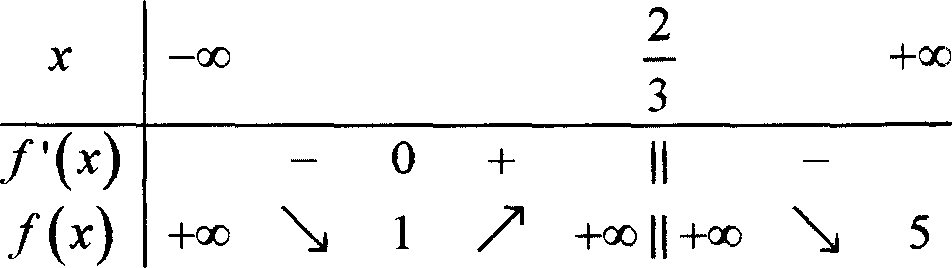 x −∞ 2/3 +∞
f'(x) − 0 + || −
f(x) +∞ ↘ 1 ↗ +∞ || +∞ ↘ 5